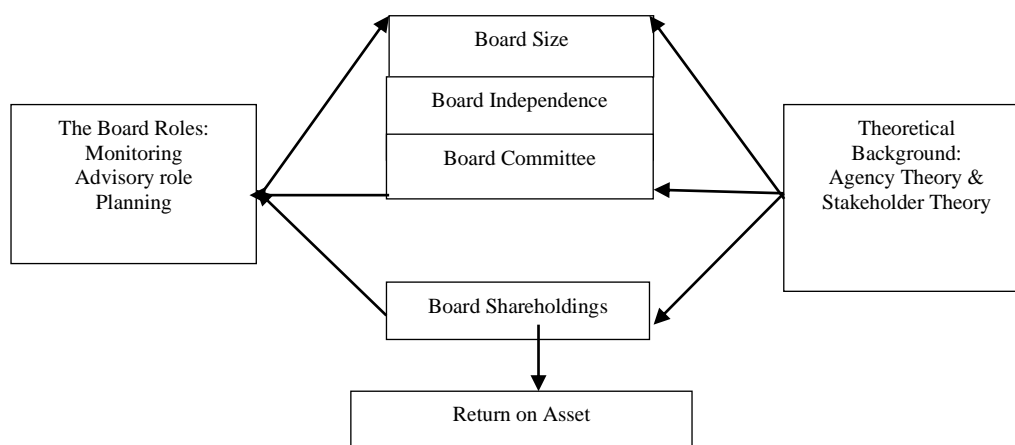 Board Size
Board Independence
Board Committee
The Board Roles:
Monitoring
Advisory role
Planning
Theoretical
Background:
Agency Theory &
Stakeholder Theory
Board Shareholdings
Return on Asset